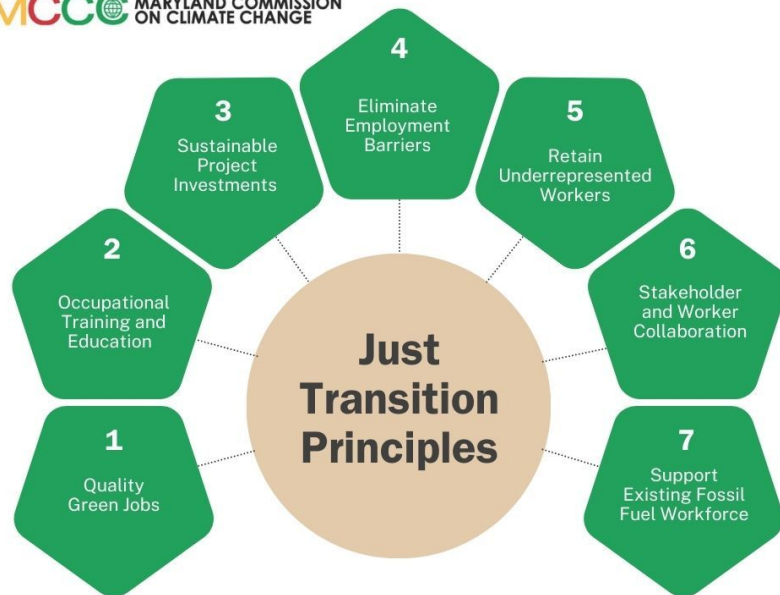 MCCC MARYLAND COMMISSION
ON CLIMATE CHANGE
4
Eliminate
Employment
Barriers
3
Sustainable
Project
Investments
5
Retain
Underrepresented
Workers
2
Occupational
Training and
Education
6
Stakeholder
and Worker
Collaboration
Just
Transition
Principles
1
Quality
Green Jobs
7
Support
Existing Fossil
Fuel Workforce